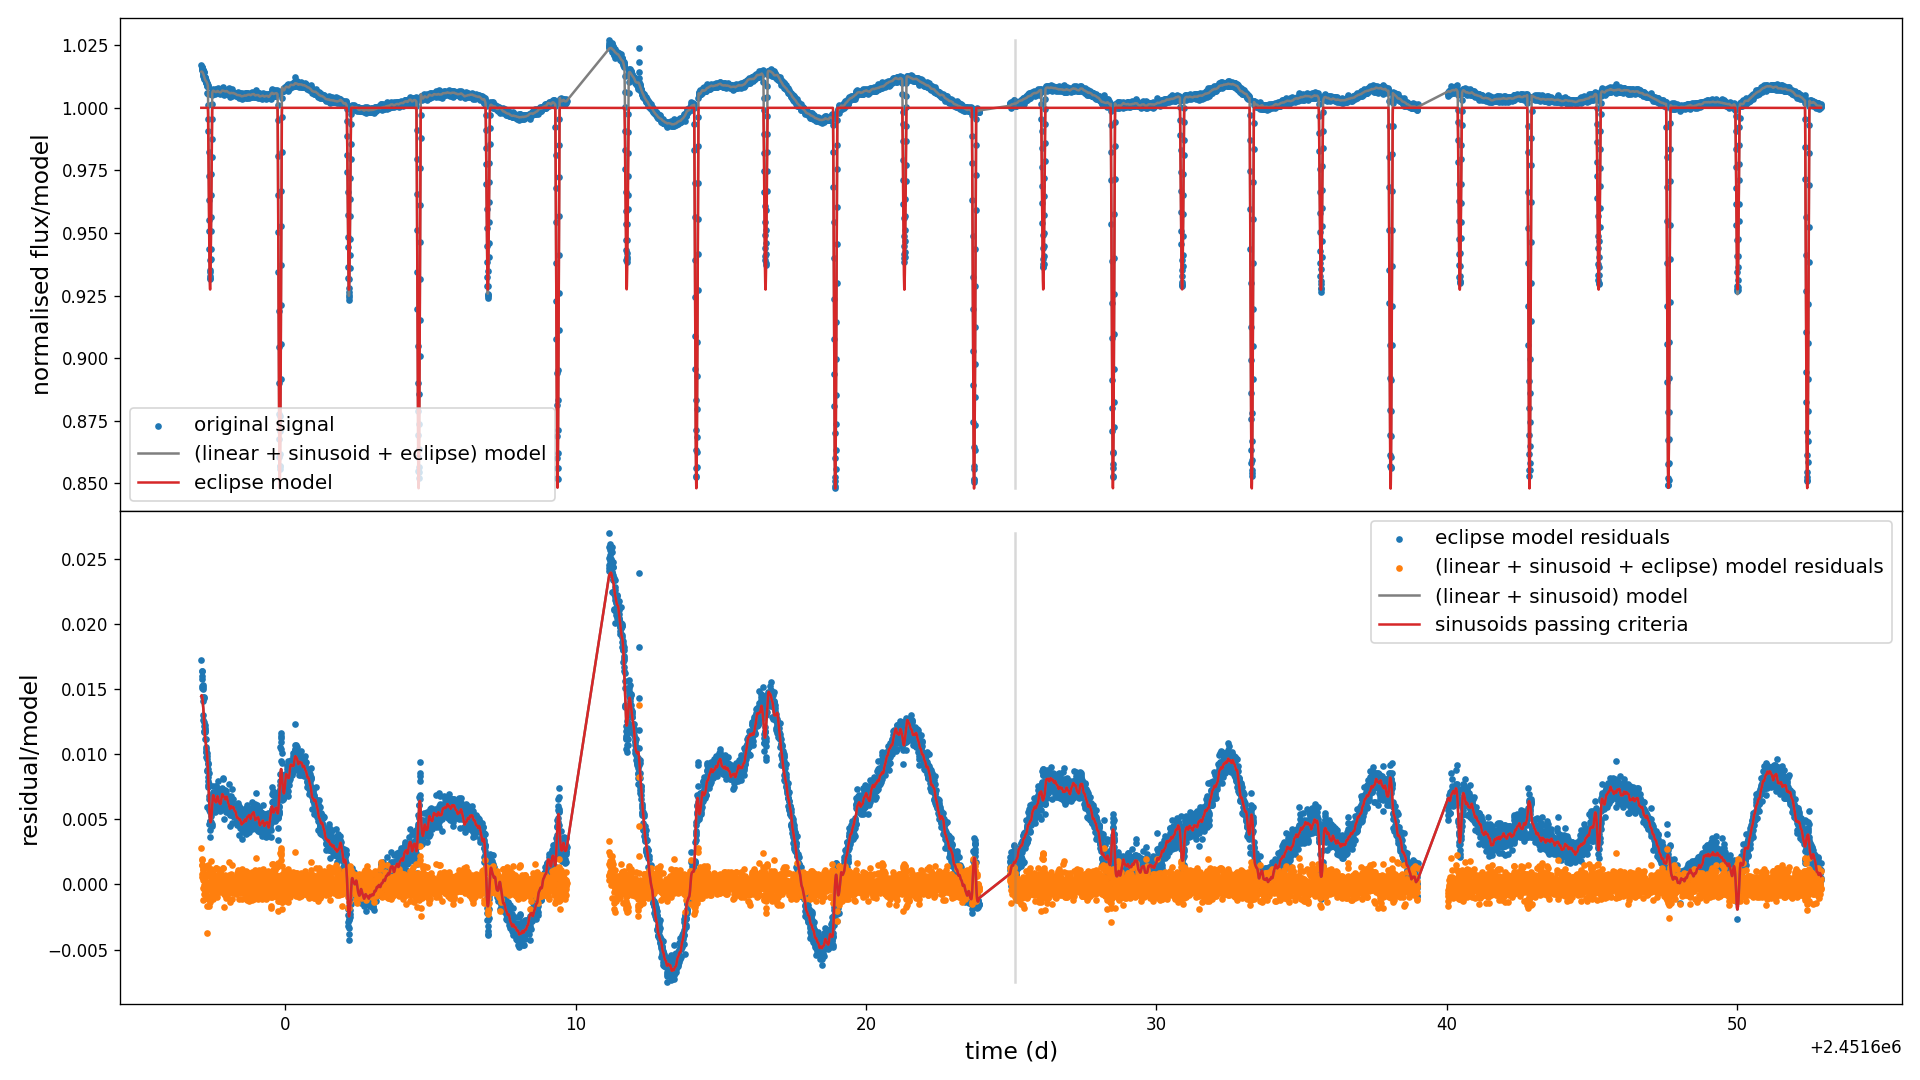 1.025
1.000
0.975
0.950
0.925
0.900
0.875
0.850
normalised flux/model
original signal
(linear + sinusoid + eclipse) model
eclipse model
0.025
0.020
0.015
0.010
0.005
0.000
−0.005
residual/model
eclipse model residuals
(linear + sinusoid + eclipse) model residuals
(linear + sinusoid) model
sinusoids passing criteria
0 10 20 30 40 50
time (d)
+2.4516e6